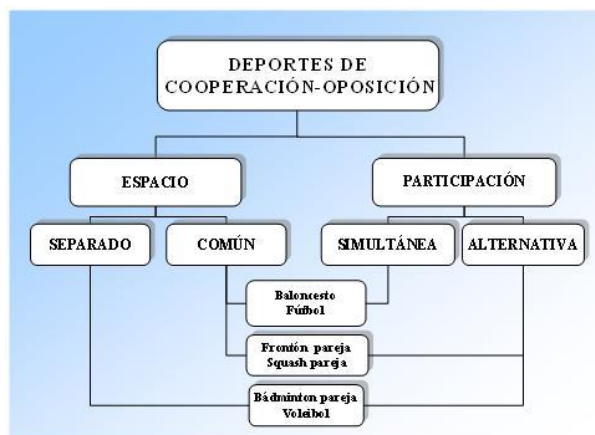 DEPORTES DE
COOPERACIÓN-OPOSICIÓN
ESPACIO
PARTICIPACIÓN
SEPARADO
COMÚN
SIMULTÁNEA
ALTERNATIVA
Baloncesto
Fútbol
Frontón pareja
Squash pareja
Bádminton pareja
Voleibol